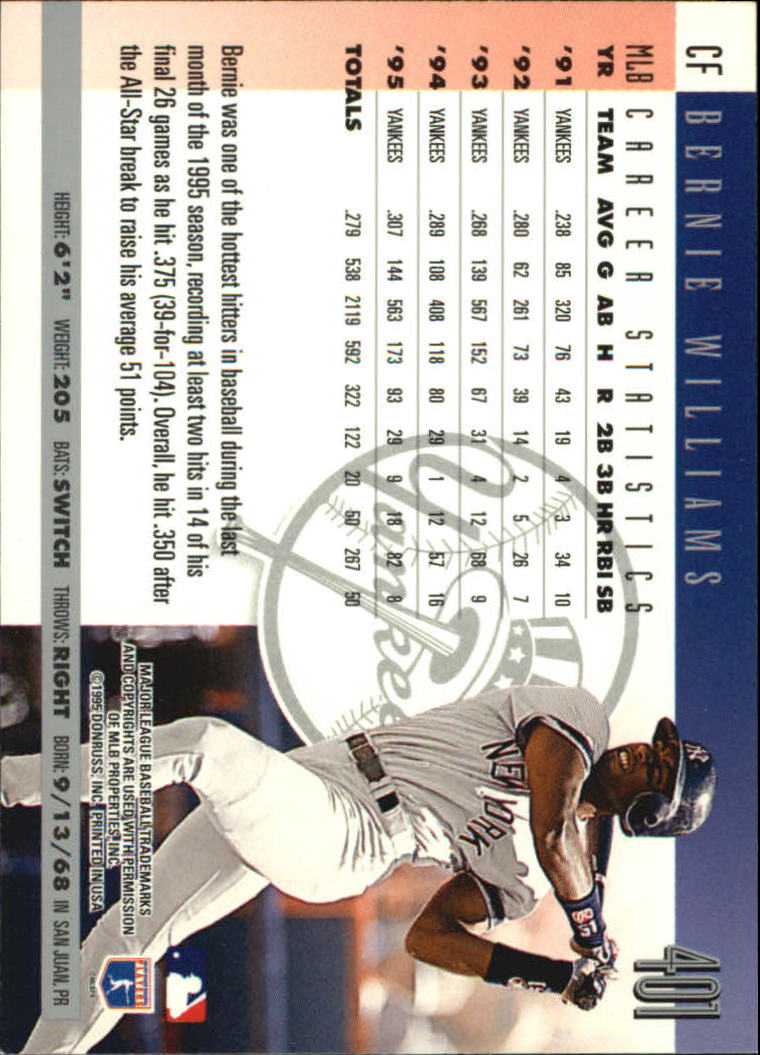 CF BERNIE WILLIAMS
401
MLB CAREER STATISTICS
YR TEAM AVG G AB H R 2B 3B HR RBI SB
'91 YANKEES .238 85 320 76 43 19 4 3 34 10
'92 YANKEES .280 62 261 73 39 14 2 5 26 7
'93 YANKEES .268 139 567 152 67 31 4 12 68 9
'94 YANKEES .289 108 408 118 80 29 1 12 57 16
'95 YANKEES .307 144 563 173 93 29 9 18 82 8
TOTALS .279 538 2119 592 322 122 20 50 267 50
Yankees
NEW YORK
NY
51
Bernie was one of the hottest hitters in baseball during the last
month of the 1995 season, recording at least two hits in 14 of his
final 26 games as he hit .375 (39-for-104). Overall, he hit .350 after
the All-Star break to raise his average 51 points.
MAJOR LEAGUE BASEBALL TRADEMARKS
AND COPYRIGHTS ARE USED WITH PERMISSION
OF MLB PROPERTIES, INC.
©1995 DONRUSS, INC. PRINTED IN USA
PLAYERS
©MLBPA
HEIGHT: 6'2" WEIGHT: 205 BATS: SWITCH THROWS: RIGHT BORN: 9/13/68 IN SAN JUAN, PR